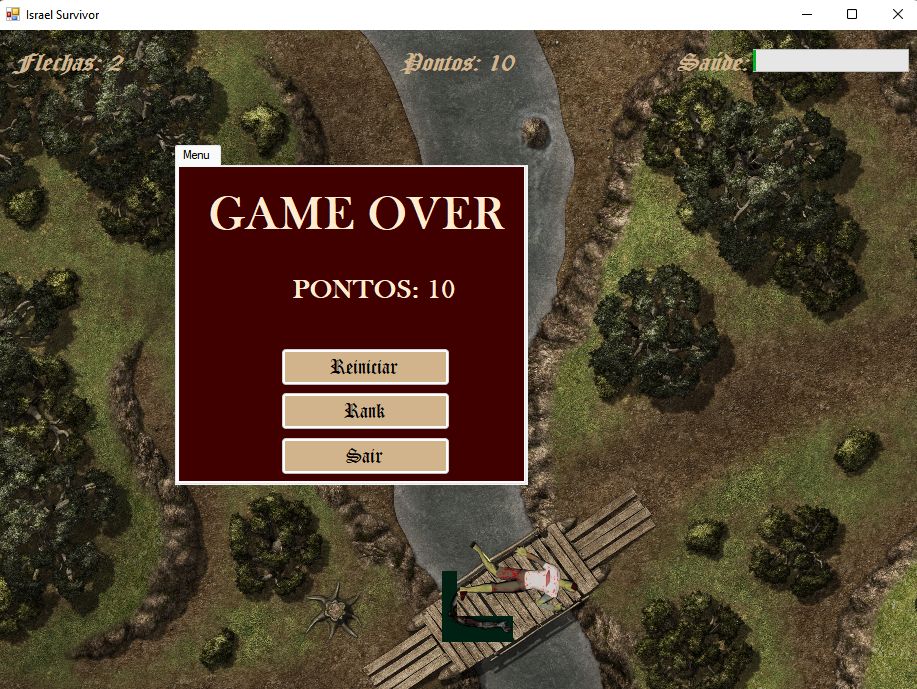 Israel Survivor
Flechas: 2
Pontos: 10
Saúde:
Menu
GAME OVER
PONTOS: 10
Reiniciar
Rank
Sair